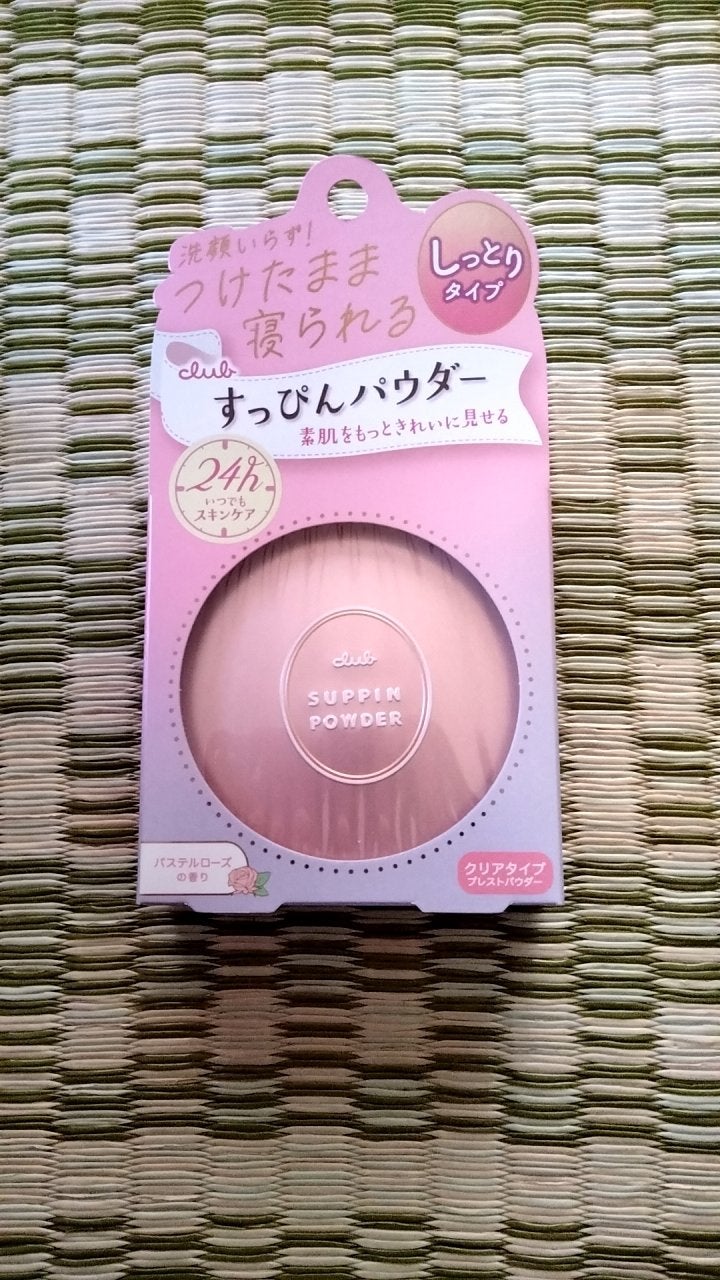 洗顔いらず!
つけたまま
寝られる
しっとり
タイプ
club
すっぴんパウダー
素肌をもっときれいに見せる
24h
いつでも
スキンケア
club
SUPPIN
POWDER
パステルローズ
の香り
クリアタイプ
プレストパウダー